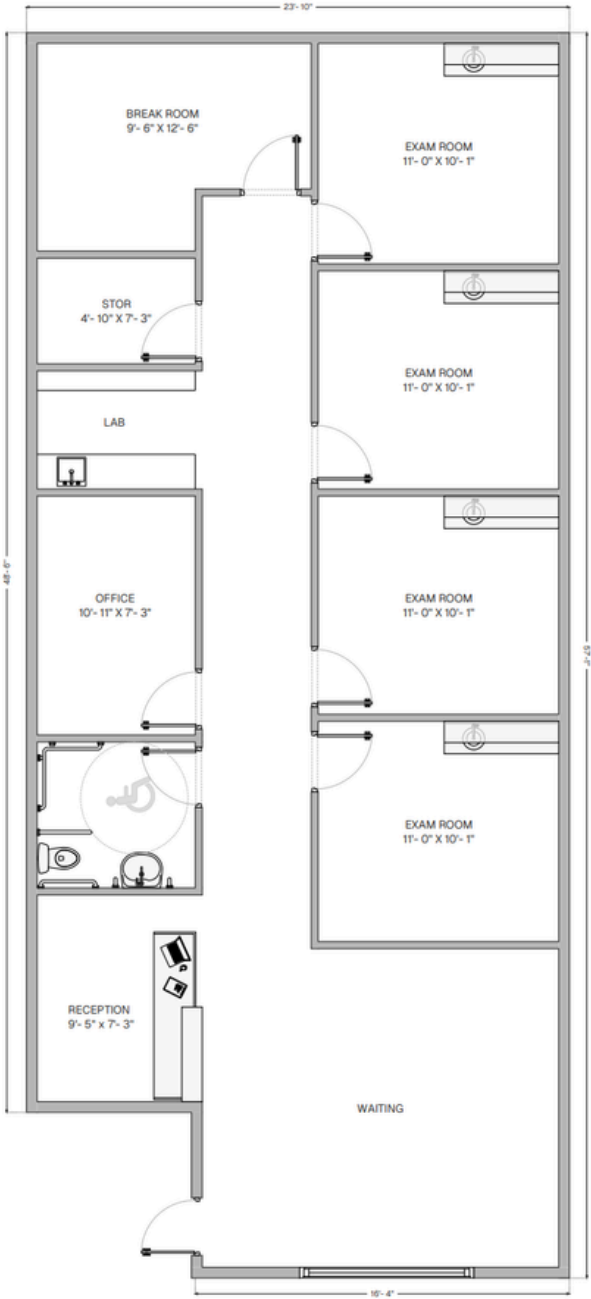 23'- 10"
BREAK ROOM
9'- 6" X 12'- 6"
EXAM ROOM
11'- 0" X 10'- 1"
STOR
4'- 10" X 7'- 3"
EXAM ROOM
11'- 0" X 10'- 1"
LAB
48'-6"
OFFICE
10'- 11" X 7'- 3"
EXAM ROOM
11'- 0" X 10'- 1"
EXAM ROOM
11'- 0" X 10'- 1"
RECEPTION
9'- 5" x 7'- 3"
WAITING
16'- 4"